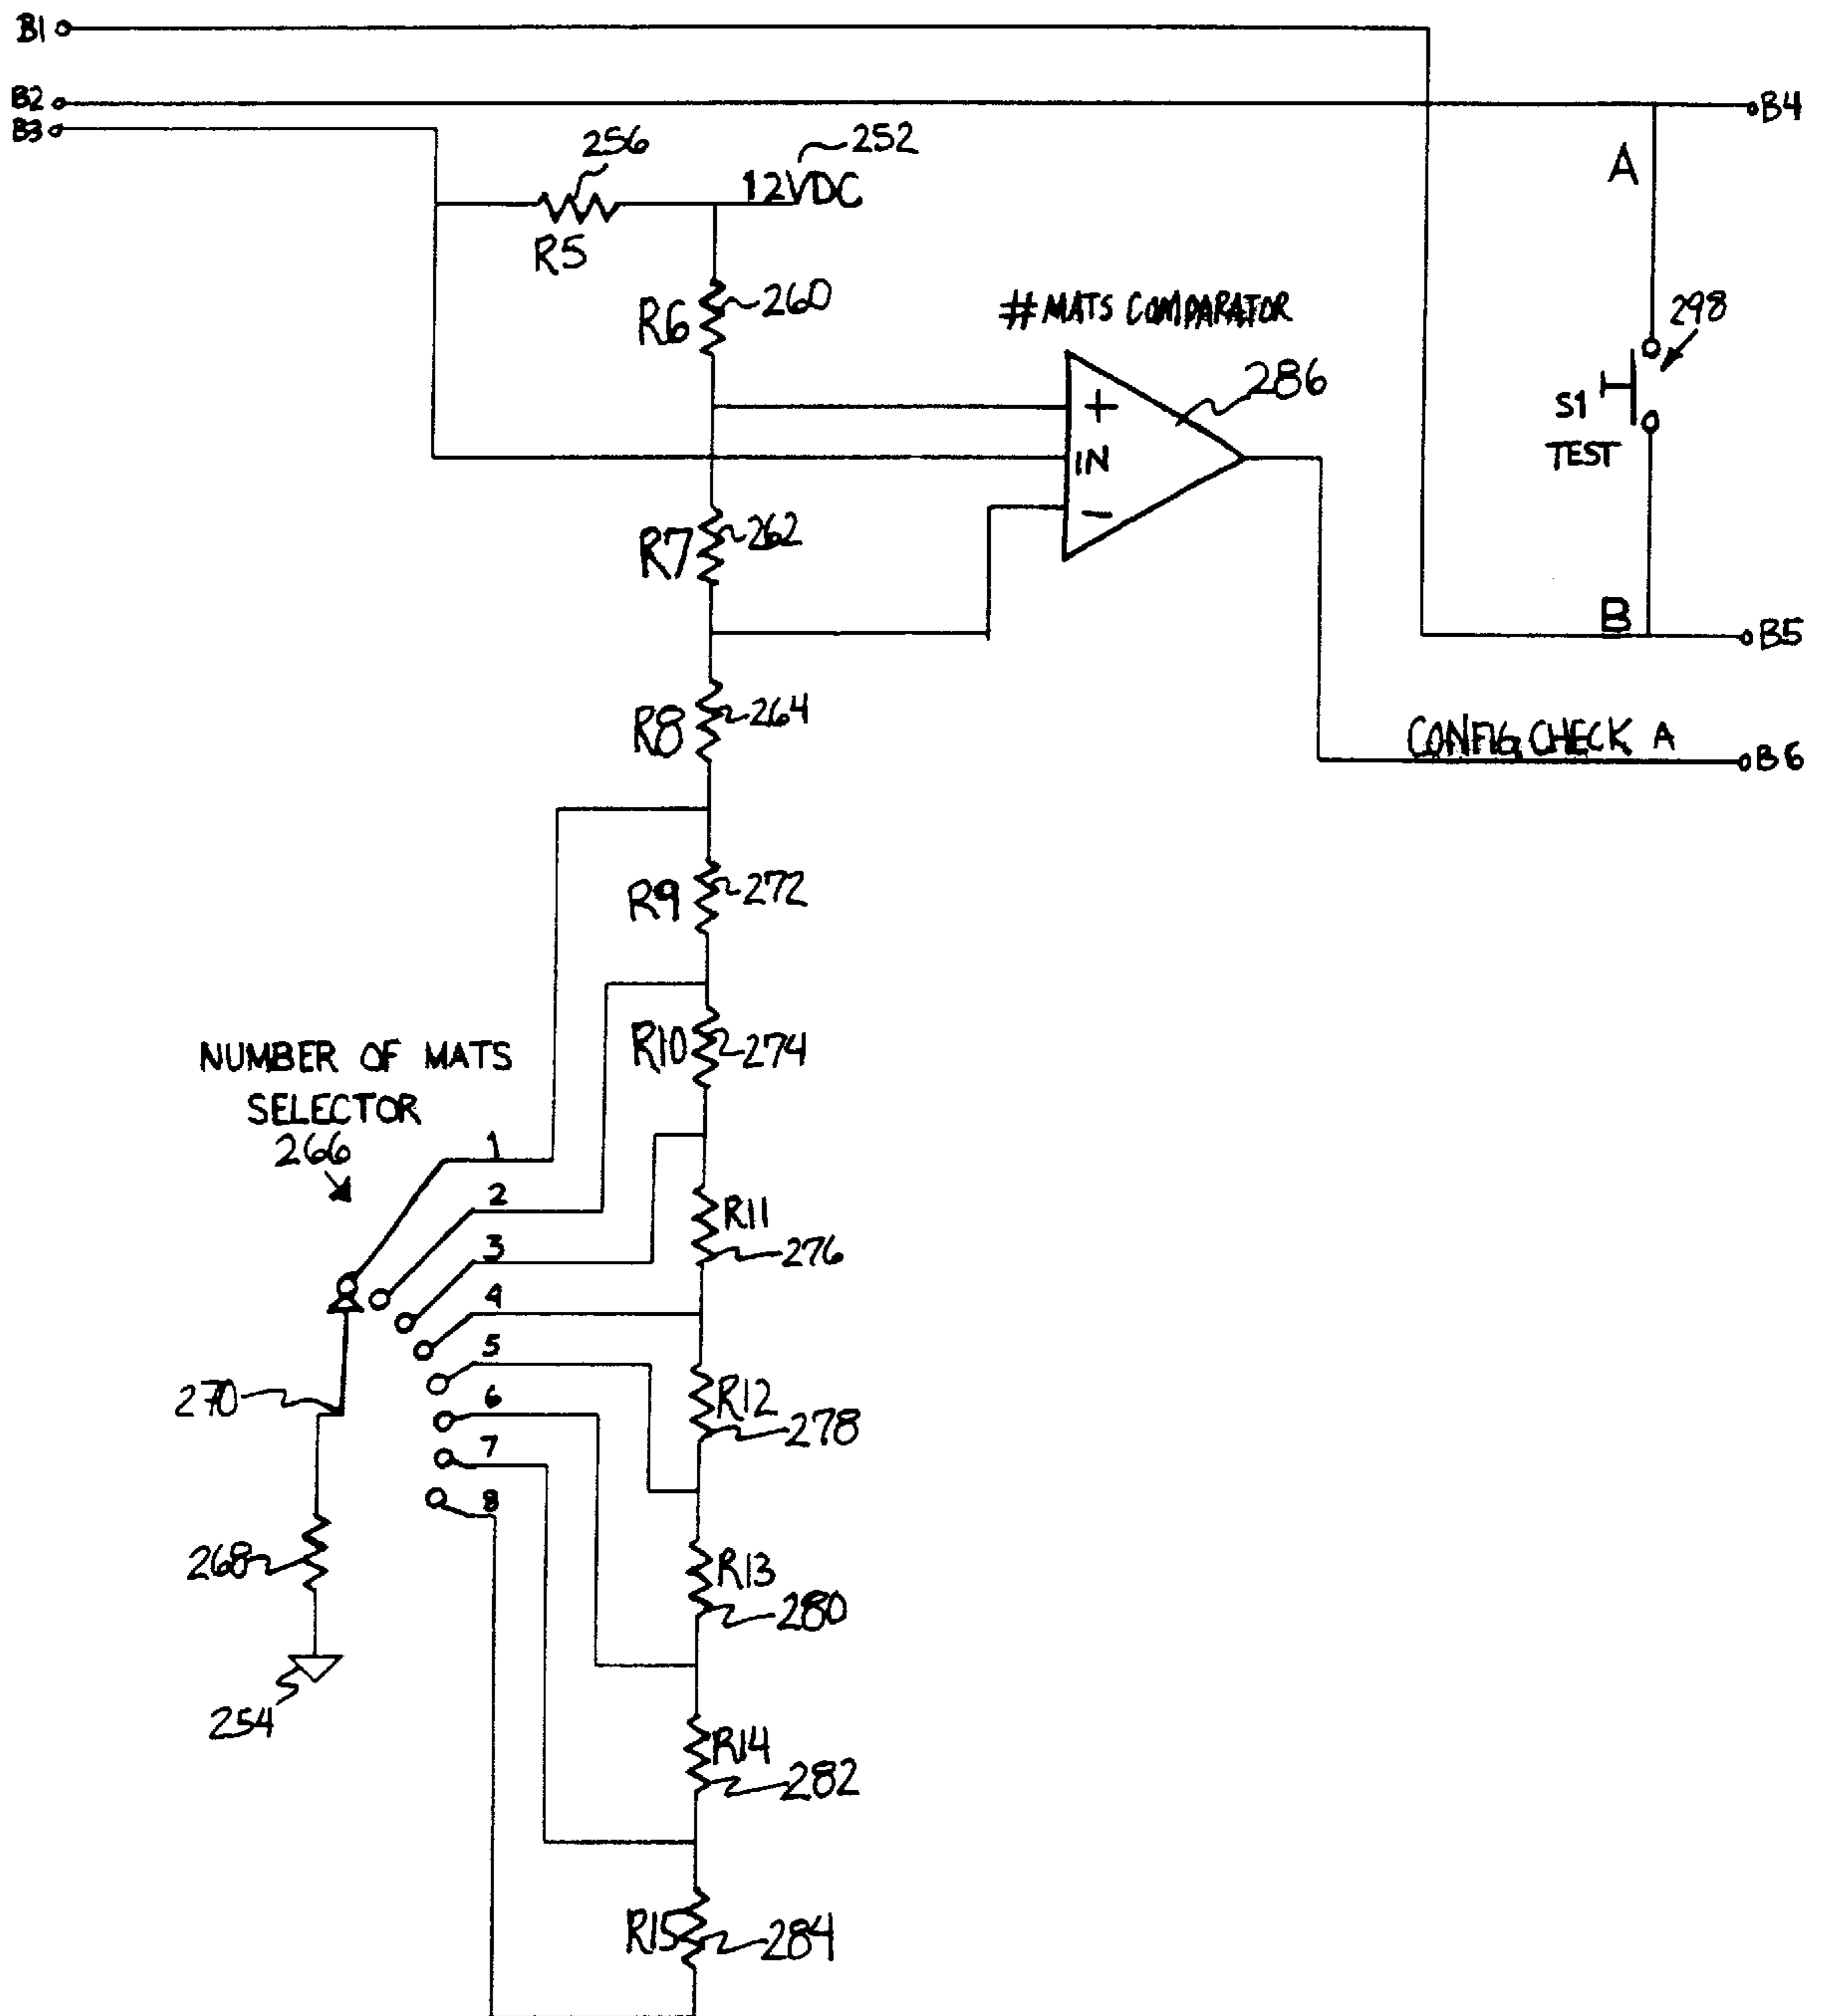 B1
B2
B4
B3
256
252
12VDC
A
R5
260
R6
#MATS COMPARATOR
298
286
+
S1
IN
TEST
−
262
R7
B
B5
264
R8
CONFIG. CHECK A
B6
272
R9
R10
274
NUMBER OF MATS
SELECTOR
266
1
2
R11
3
276
4
5
270
6
R12
278
7
8
268
R13
280
254
R14
282
R15
284